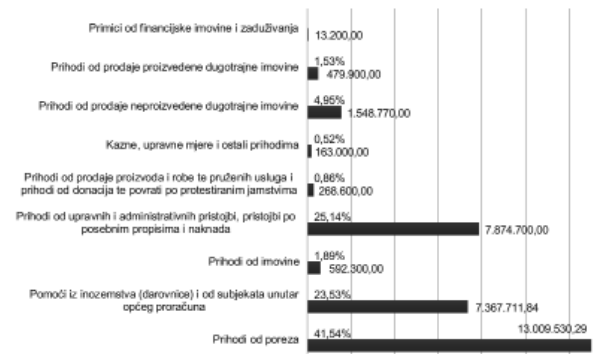 Primici od financijske imovine i zaduživanja
13.200,00
Prihodi od prodaje proizvedene dugotrajne imovine
1,53%
479.900,00
Prihodi od prodaje neproizvedene dugotrajne imovine
4,95%
1.548.770,00
Kazne, upravne mjere i ostali prihodima
0,52%
163.000,00
Prihodi od prodaje proizvoda i robe te pruženih usluga i
prihodi od donacija te povrati po protestiranim jamstvima
0,86%
268.600,00
Prihodi od upravnih i administrativnih pristojbi, pristojbi po
posebnim propisima i naknada
25,14%
7.874.700,00
Prihodi od imovine
1,89%
592.300,00
Pomoći iz inozemstva (darovnice) i od subjekata unutar
općeg proračuna
23,53%
7.367.711,84
Prihodi od poreza
41,54%
13.009.530,29